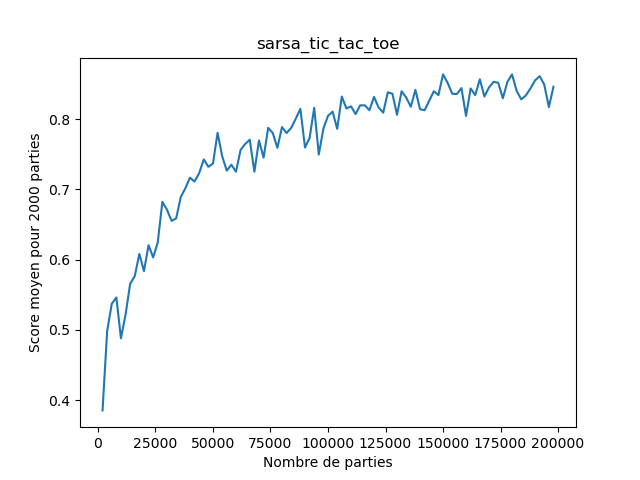 sarsa_tic_tac_toe
Score moyen pour 2000 parties
0.8
0.7
0.6
0.5
0.4
0 25000 50000 75000 100000 125000 150000 175000 200000
Nombre de parties